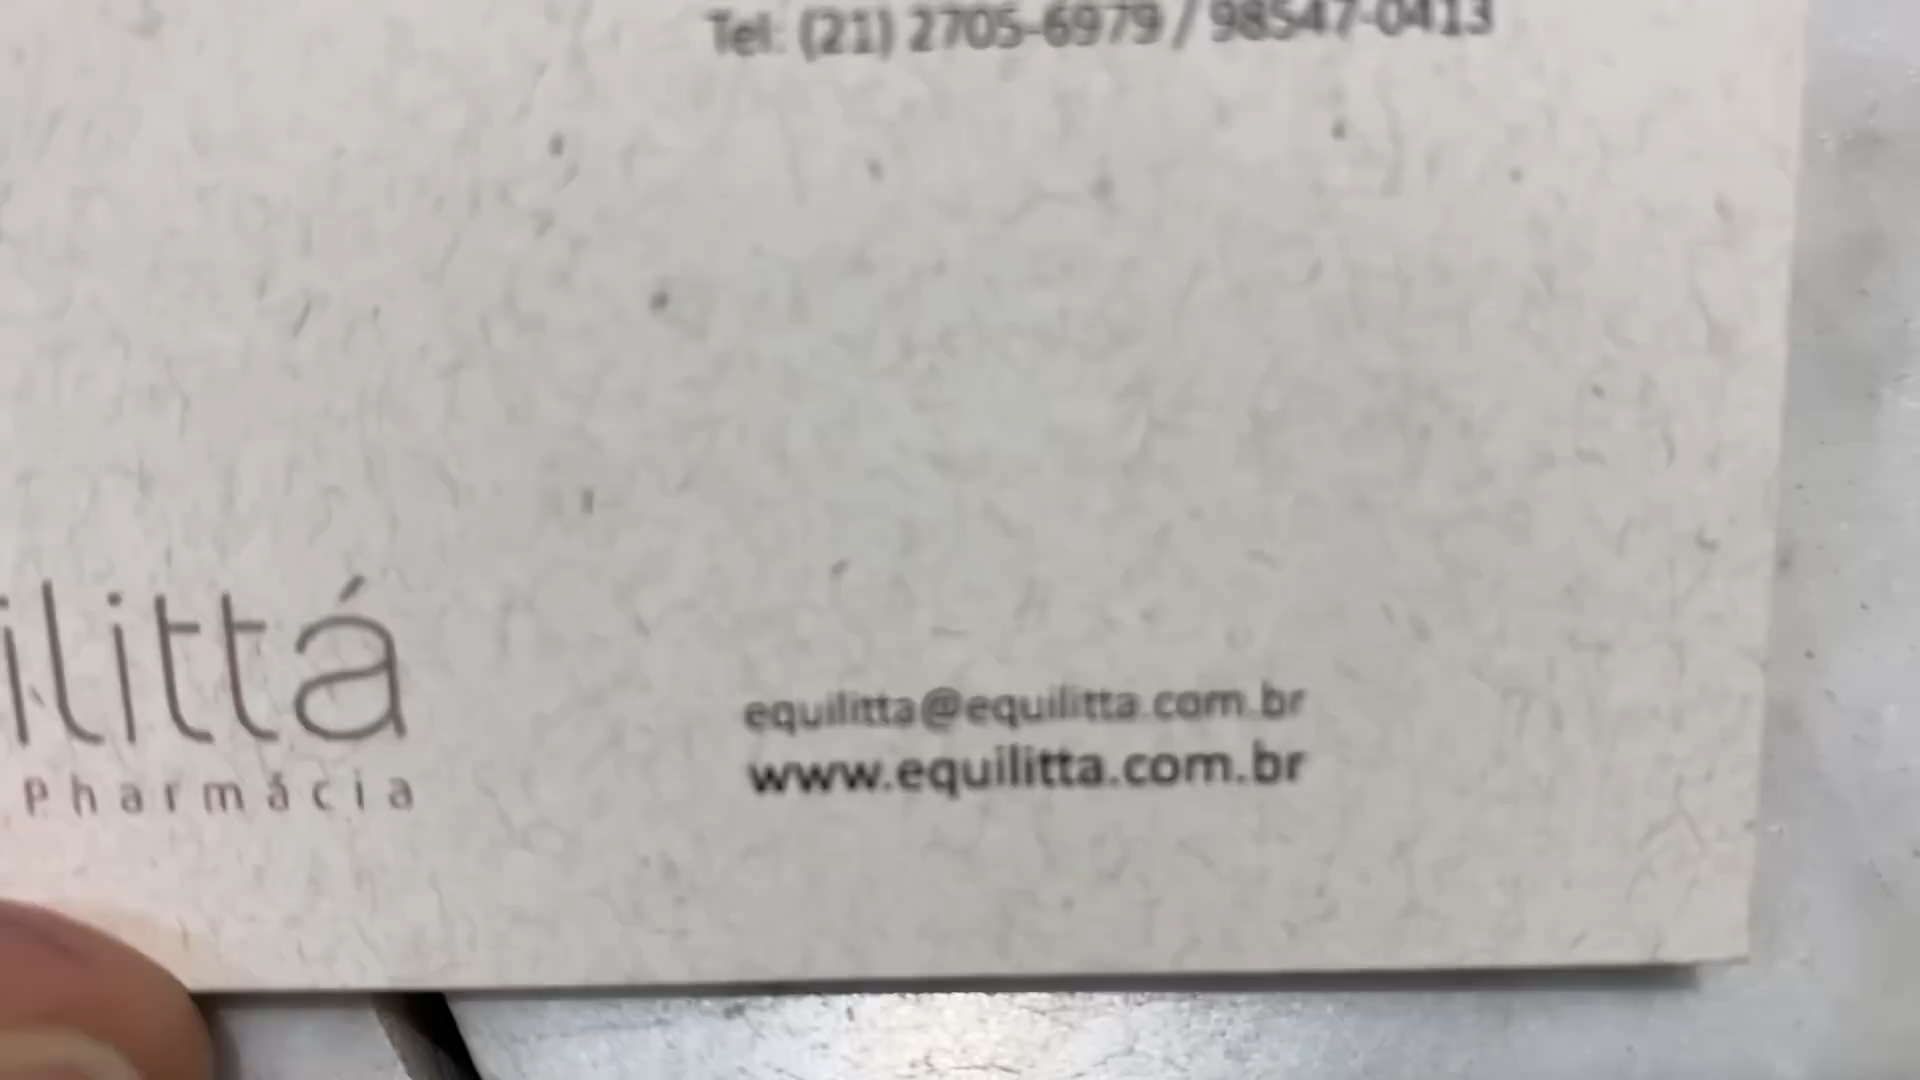 Tel: (21) 2705-6979 / 98547-0413
ilittá
Pharmácia
equilitta@equilitta.com.br
www.equilitta.com.br